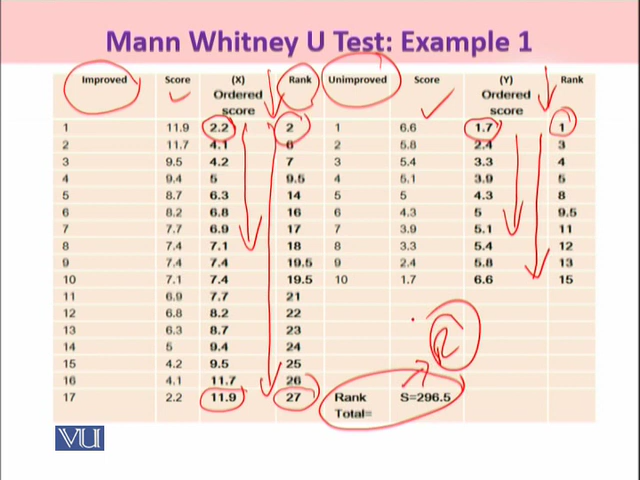 Mann Whitney U Test: Example 1
Improved Score (X) Ordered score Rank Unimproved Score (Y) Ordered score Rank
1 11.9 2.2 2 1 6.6 1.7 1
2 11.7 4.1 6 2 5.8 2.4 3
3 9.5 4.2 7 3 5.4 3.3 4
4 9.4 5 9.5 4 5.1 3.9 5
5 8.7 6.3 14 5 5 4.3 8
6 8.2 6.8 16 6 4.3 5 9.5
7 7.7 6.9 17 7 3.9 5.1 11
8 7.4 7.1 18 8 3.3 5.4 12
9 7.4 7.4 19.5 9 2.4 5.8 13
10 7.1 7.4 19.5 10 1.7 6.6 15
11 6.9 7.7 21
12 6.8 8.2 22
13 6.3 8.7 23
14 5 9.4 24
15 4.2 9.5 25
16 4.1 11.7 26
17 2.2 11.9 27 Rank Total= S=296.5
R
VU